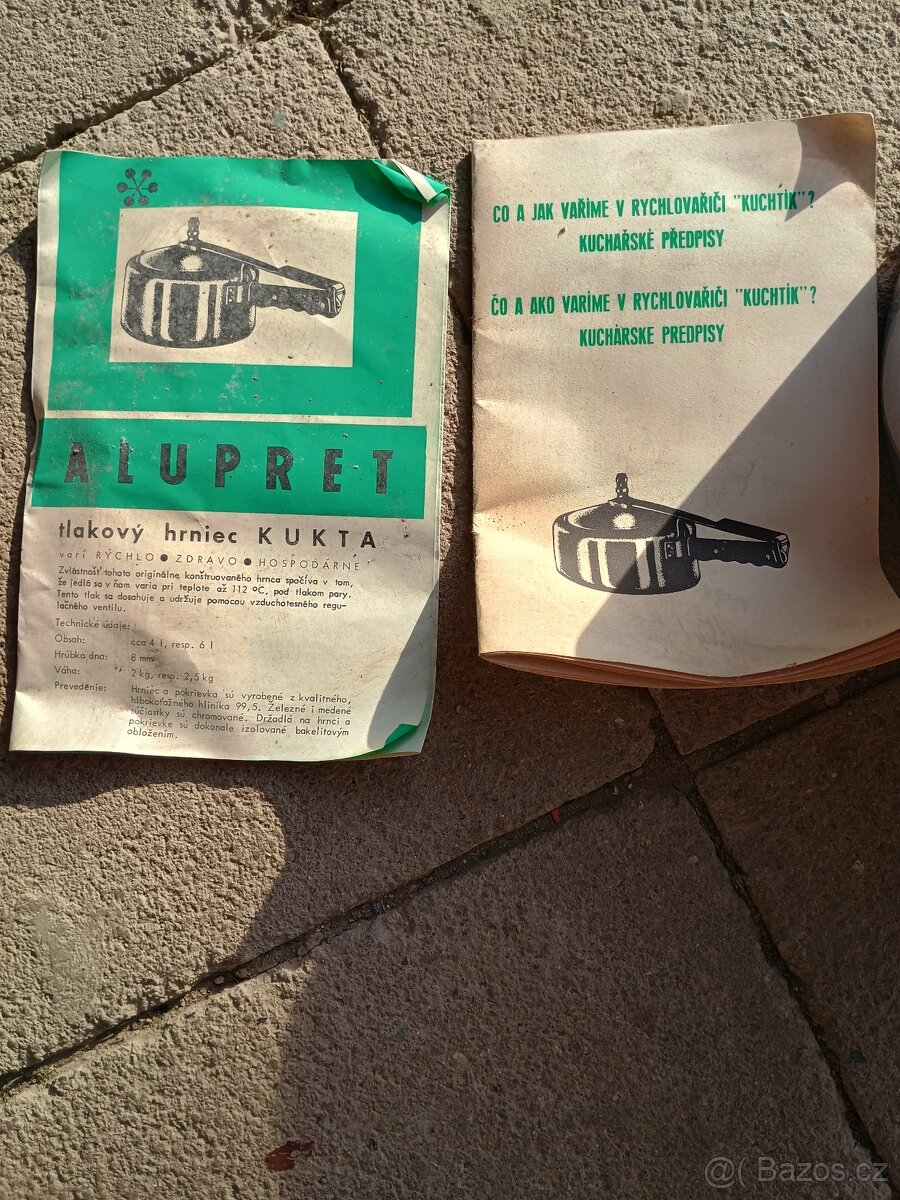 ALUPRET
tlakový hrniec KUKTA
varí RÝCHLO ● ZDRAVO ● HOSPODÁRNE
Zvláštnosť tohoto originálne konštruovaného hrnca spočíva v tom,
že jedlá sa v ňom varia pri teplote až 112 °C, pod tlakom pary.
Tento tlak sa dosahuje a udržuje pomocou vzduchotesného regu-
lačného ventilu.
Technické údaje:
Obsah: cca 4 l, resp. 6 l
Hrúbka dna: 8 mm
Váha: 2 kg, resp. 2,5 kg
Prevedenie: Hrniec a pokrievka sú vyrobené z kvalitného,
hlbokoťažného hliníka 99,5. Železné i medené
súčiastky sú chromované. Držadlá na hrnci a
pokrievke sú dokonale izolované bakelitovým
obložením.
CO A JAK VAŘÍME V RYCHLOVAŘIČI "KUCHTÍK"?
KUCHAŘSKÉ PŘEDPISY
ČO A AKO VARÍME V RYCHLOVAŘIČI "KUCHTÍK"?
KUCHÁRSKE PREDPISY
@( Bazos.cz